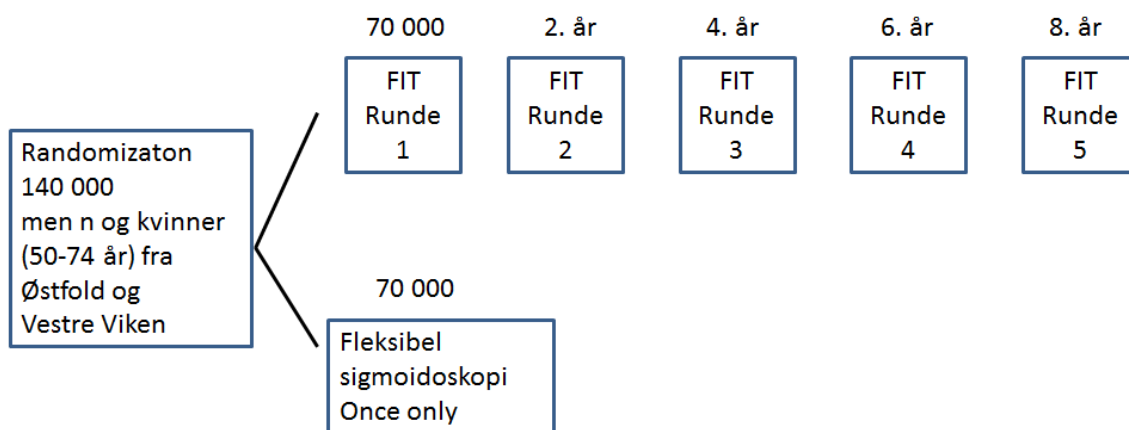 70 000 2. år 4. år 6. år 8. år
FIT FIT FIT FIT FIT
Runde Runde Runde Runde Runde
1 2 3 4 5
Randomizaton
140 000
men n og kvinner
(50-74 år) fra
Østfold og
Vestre Viken
70 000
Fleksibel
sigmoidoskopi
Once only